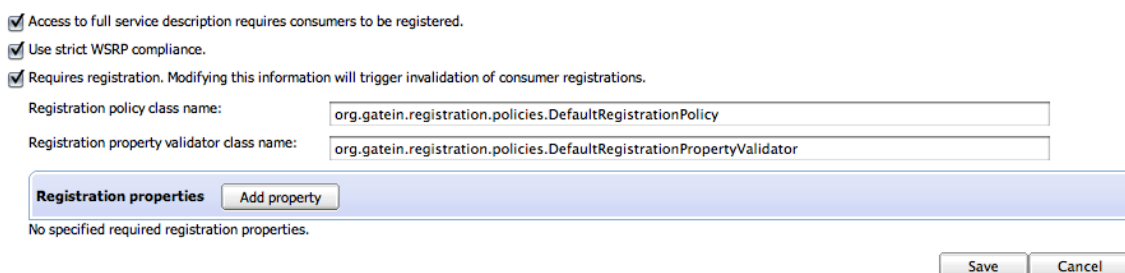 Access to full service description requires consumers to be registered.
Use strict WSRP compliance.
Requires registration. Modifying this information will trigger invalidation of consumer registrations.
Registration policy class name: org.gatein.registration.policies.DefaultRegistrationPolicy
Registration property validator class name: org.gatein.registration.policies.DefaultRegistrationPropertyValidator
Registration properties Add property
No specified required registration properties.
Save Cancel